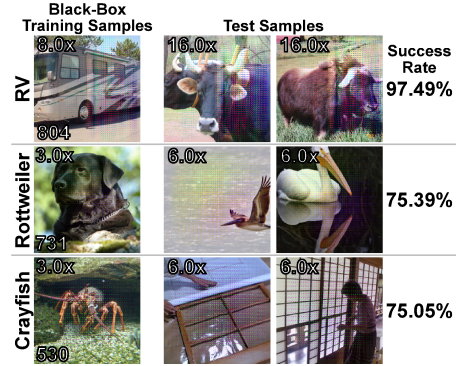 Black-Box
Training Samples
Test Samples
Success
Rate
RV
8.0x
804
16.0x
16.0x
97.49%
Rottweiler
3.0x
731
6.0x
6.0x
75.39%
Crayfish
3.0x
530
6.0x
6.0x
75.05%